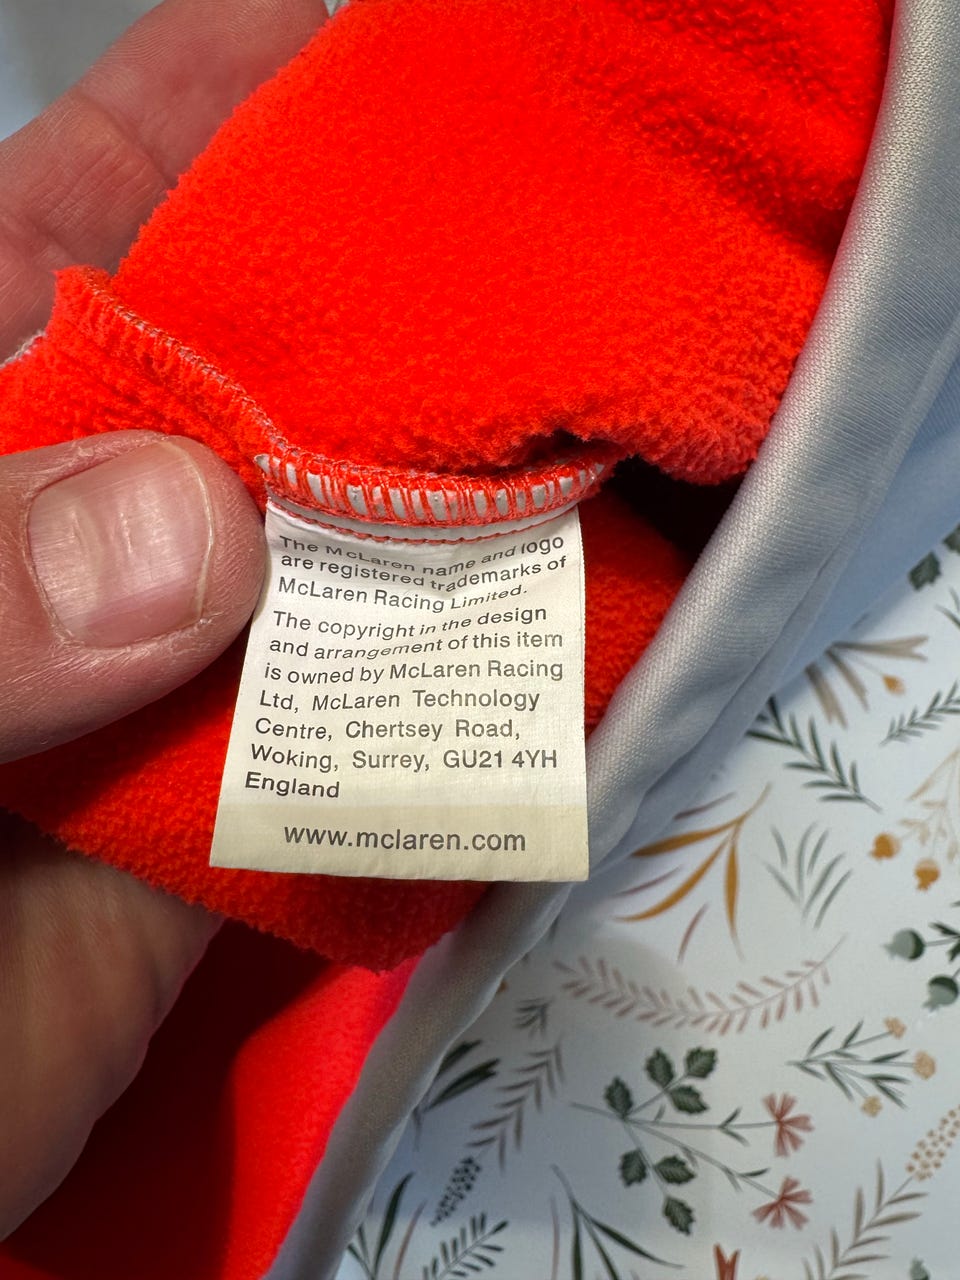 The McLaren name and logo
are registered trademarks of
McLaren Racing Limited.
The copyright in the design
and arrangement of this item
is owned by McLaren Racing
Ltd, McLaren Technology
Centre, Chertsey Road,
Woking, Surrey, GU21 4YH
England
www.mclaren.com